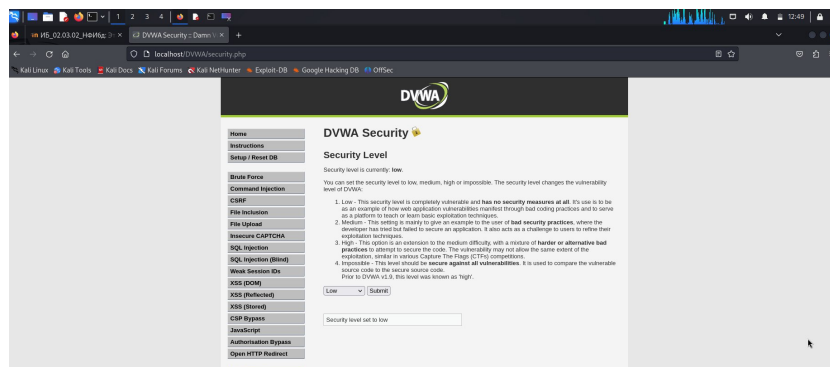 1 2 3 4
12:49
ИБ_02.03.02_НФИбд: Эт
DVWA Security :: Damn V
localhost/DVWA/security.php
Kali Linux Kali Tools Kali Docs Kali Forums Kali NetHunter Exploit-DB Google Hacking DB OffSec
DVWA
Home
Instructions
Setup / Reset DB
Brute Force
Command Injection
CSRF
File Inclusion
File Upload
Insecure CAPTCHA
SQL Injection
SQL Injection (Blind)
Weak Session IDs
XSS (DOM)
XSS (Reflected)
XSS (Stored)
CSP Bypass
JavaScript
Authorisation Bypass
Open HTTP Redirect
DVWA Security
Security Level
Security level is currently: low.
You can set the security level to low, medium, high or impossible. The security level changes the vulnerability
level of DVWA:
1. Low - This security level is completely vulnerable and has no security measures at all. It's use is to be
as an example of how web application vulnerabilities manifest through bad coding practices and to serve
as a platform to teach or learn basic exploitation techniques.
2. Medium - This setting is mainly to give an example to the user of bad security practices, where the
developer has tried but failed to secure an application. It also acts as a challenge to users to refine their
exploitation techniques.
3. High - This option is an extension to the medium difficulty, with a mixture of harder or alternative bad
practices to attempt to secure the code. The vulnerability may not allow the same extent of the
exploitation, similar in various Capture The Flags (CTFs) competitions.
4. Impossible - This level should be secure against all vulnerabilities. It is used to compare the vulnerable
source code to the secure source code.
Prior to DVWA v1.9, this level was known as 'high'.
Low
Submit
Security level set to low